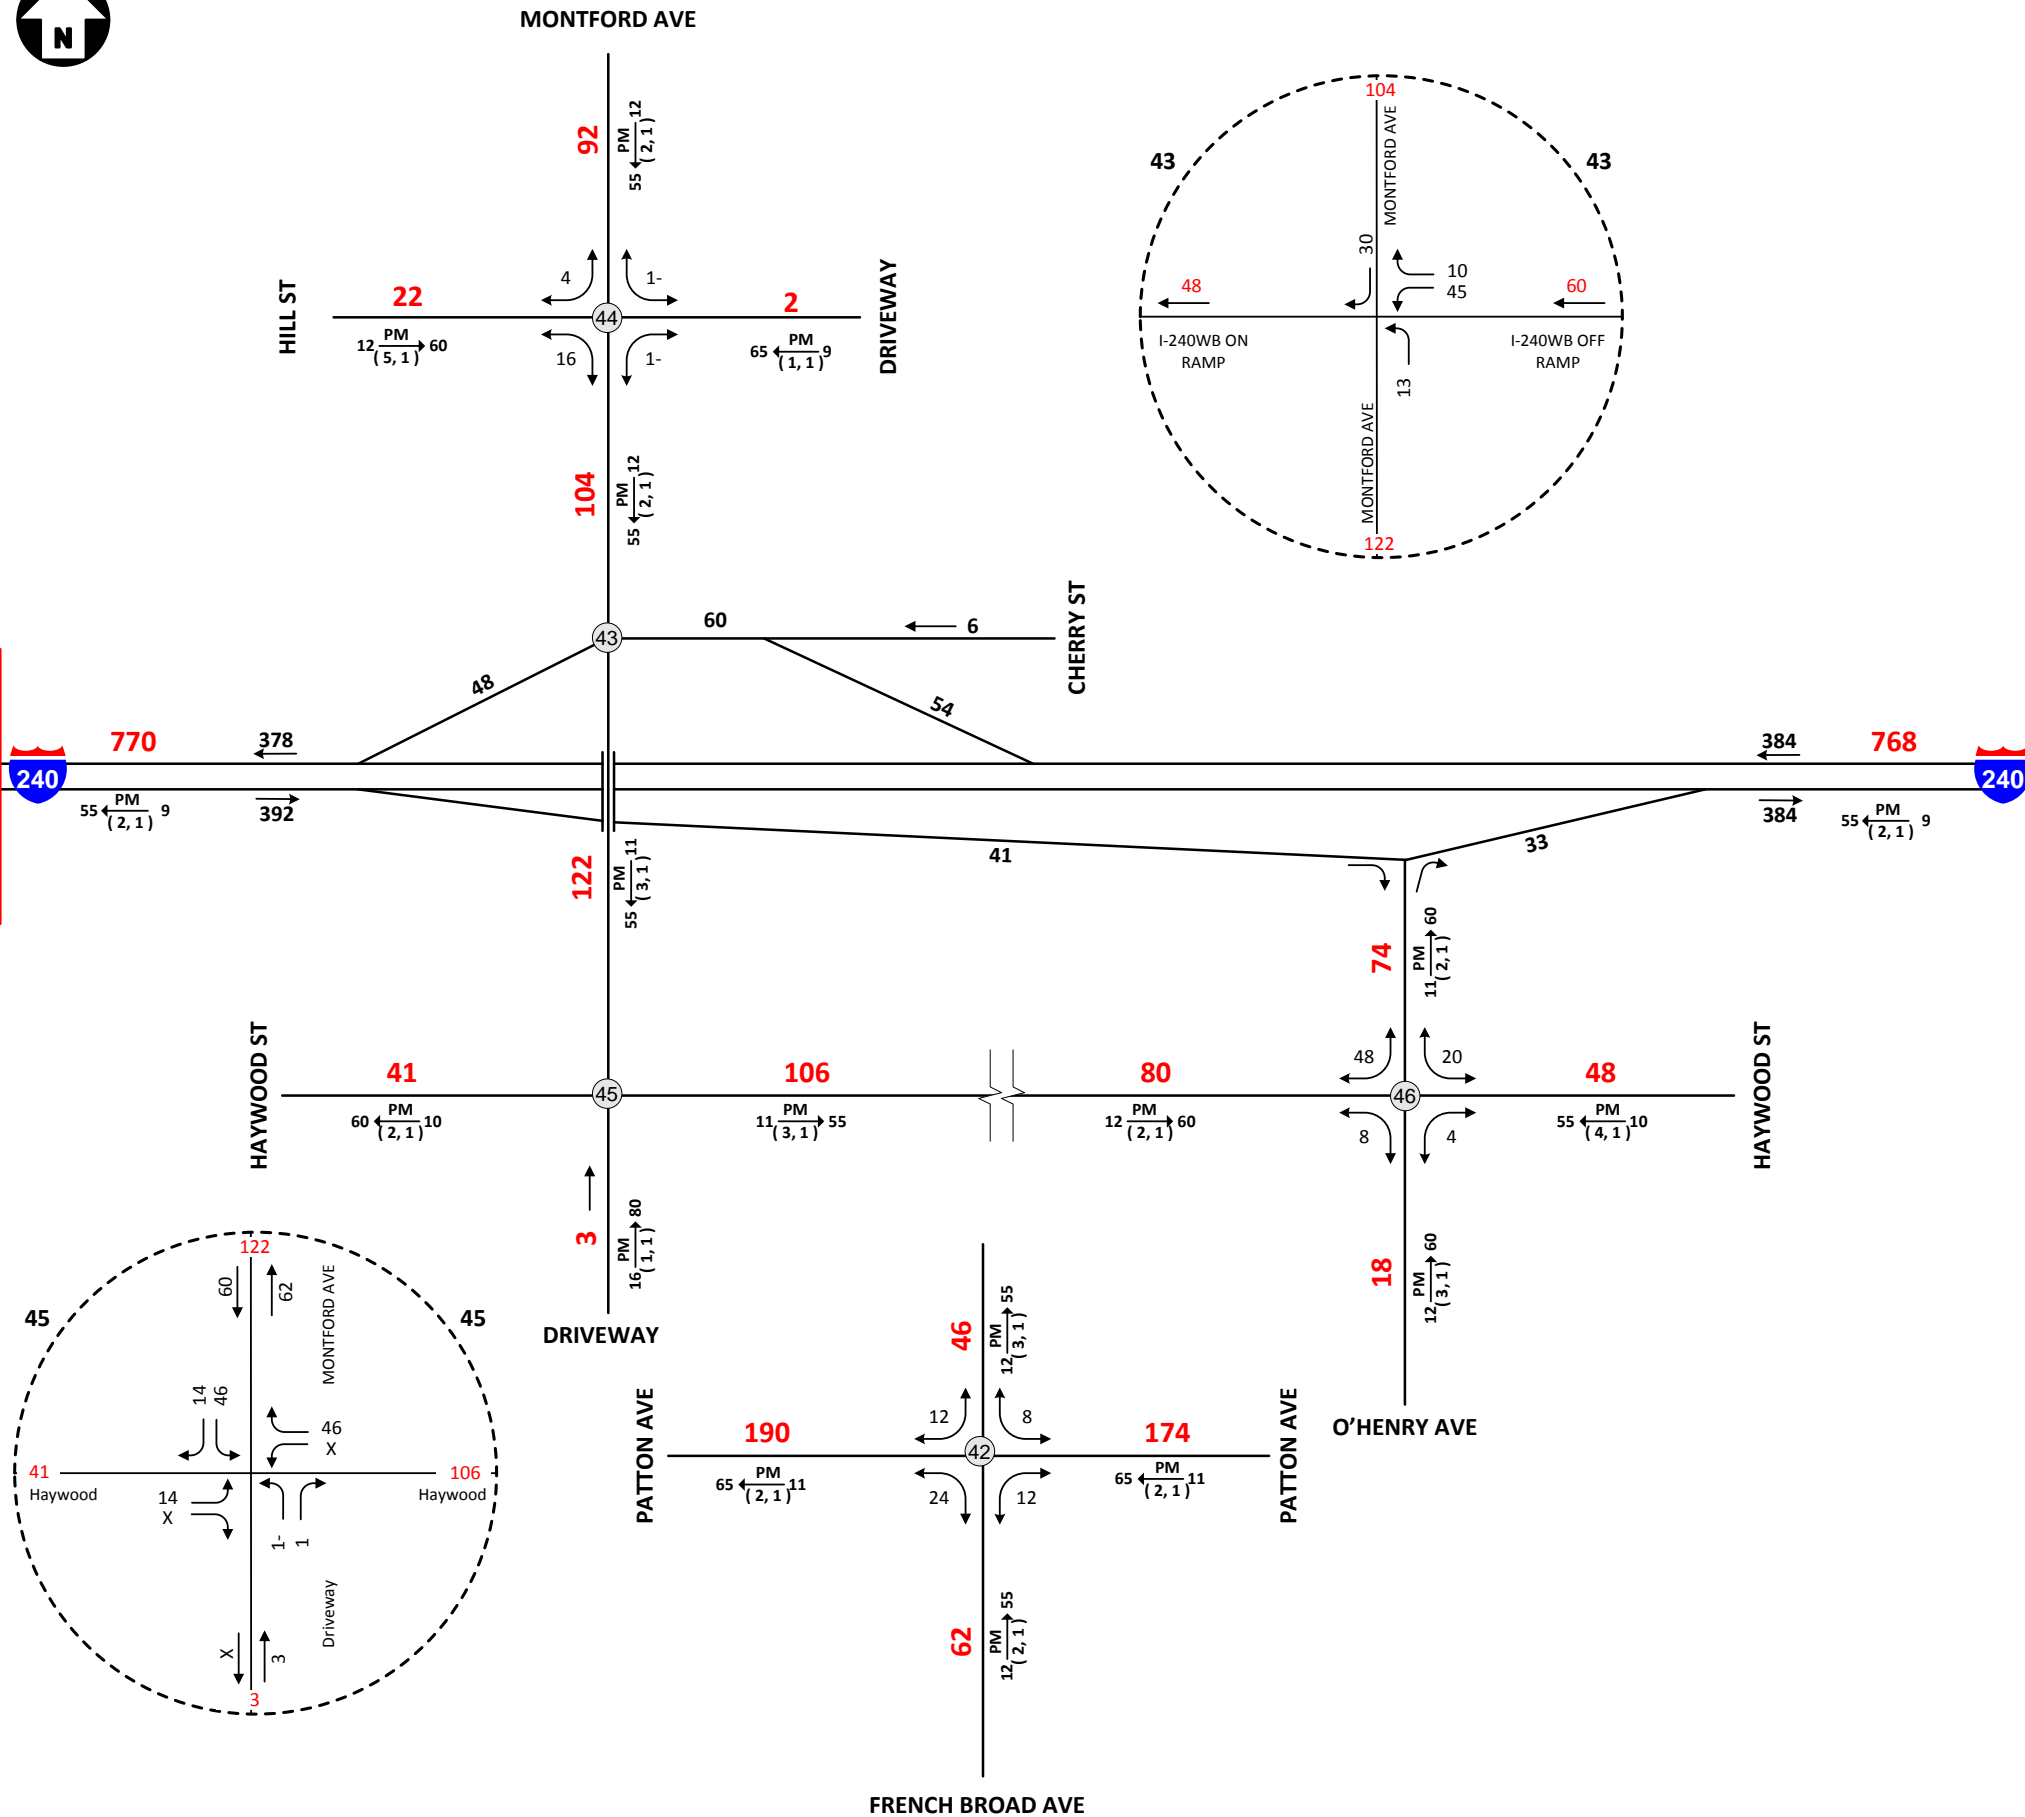 N
MONTFORD AVE
92
12
PM
( 2, 1 )
55
4
1-
HILL ST
22
12 PM 60
( 5, 1 )
44
2
65 PM 9
( 1, 1 )
DRIVEWAY
16
1-
104
12
PM
( 2, 1 )
55
104
43
43
MONTFORD AVE
30
10
45
48
60
I-240WB ON
RAMP
I-240WB OFF
RAMP
13
MONTFORD AVE
122
43
60
6
CHERRY ST
48
54
770
378
384
768
240
240
55 PM 9
( 2, 1 )
392
384
55 PM 9
( 2, 1 )
41
33
122
11
PM
( 3, 1 )
55
74
60
PM
( 2, 1 )
11
HAYWOOD ST
41
60 PM 10
( 2, 1 )
45
106
11 PM 55
( 3, 1 )
80
12 PM 60
( 2, 1 )
48
20
46
8
4
48
55 PM 10
( 4, 1 )
HAYWOOD ST
3
80
PM
( 1, 1 )
16
DRIVEWAY
18
60
PM
( 3, 1 )
12
O'HENRY AVE
122
45
45
60
62
MONTFORD AVE
14
46
46
X
41
Haywood
106
Haywood
14
X
1-
1
Driveway
X
3
3
46
55
PM
( 3, 1 )
12
PATTON AVE
190
65 PM 11
( 2, 1 )
12
8
42
24
12
174
65 PM 11
( 2, 1 )
PATTON AVE
62
55
PM
( 2, 1 )
12
FRENCH BROAD AVE